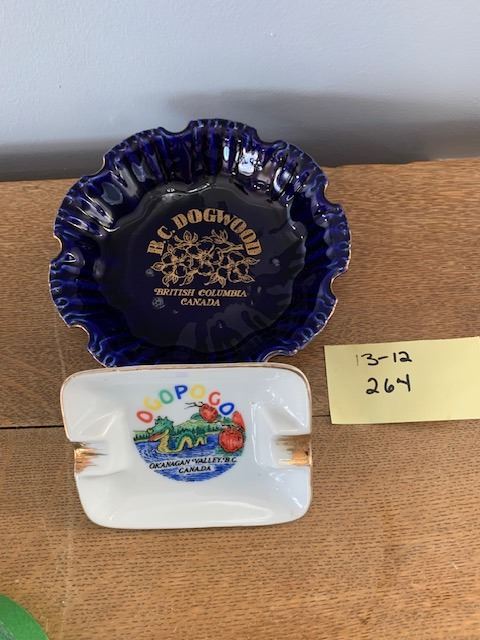 B.C. DOGWOOD
BRITISH COLUMBIA
CANADA
13-12
264
OGOPOGO
OKANAGAN VALLEY, B.C.
CANADA